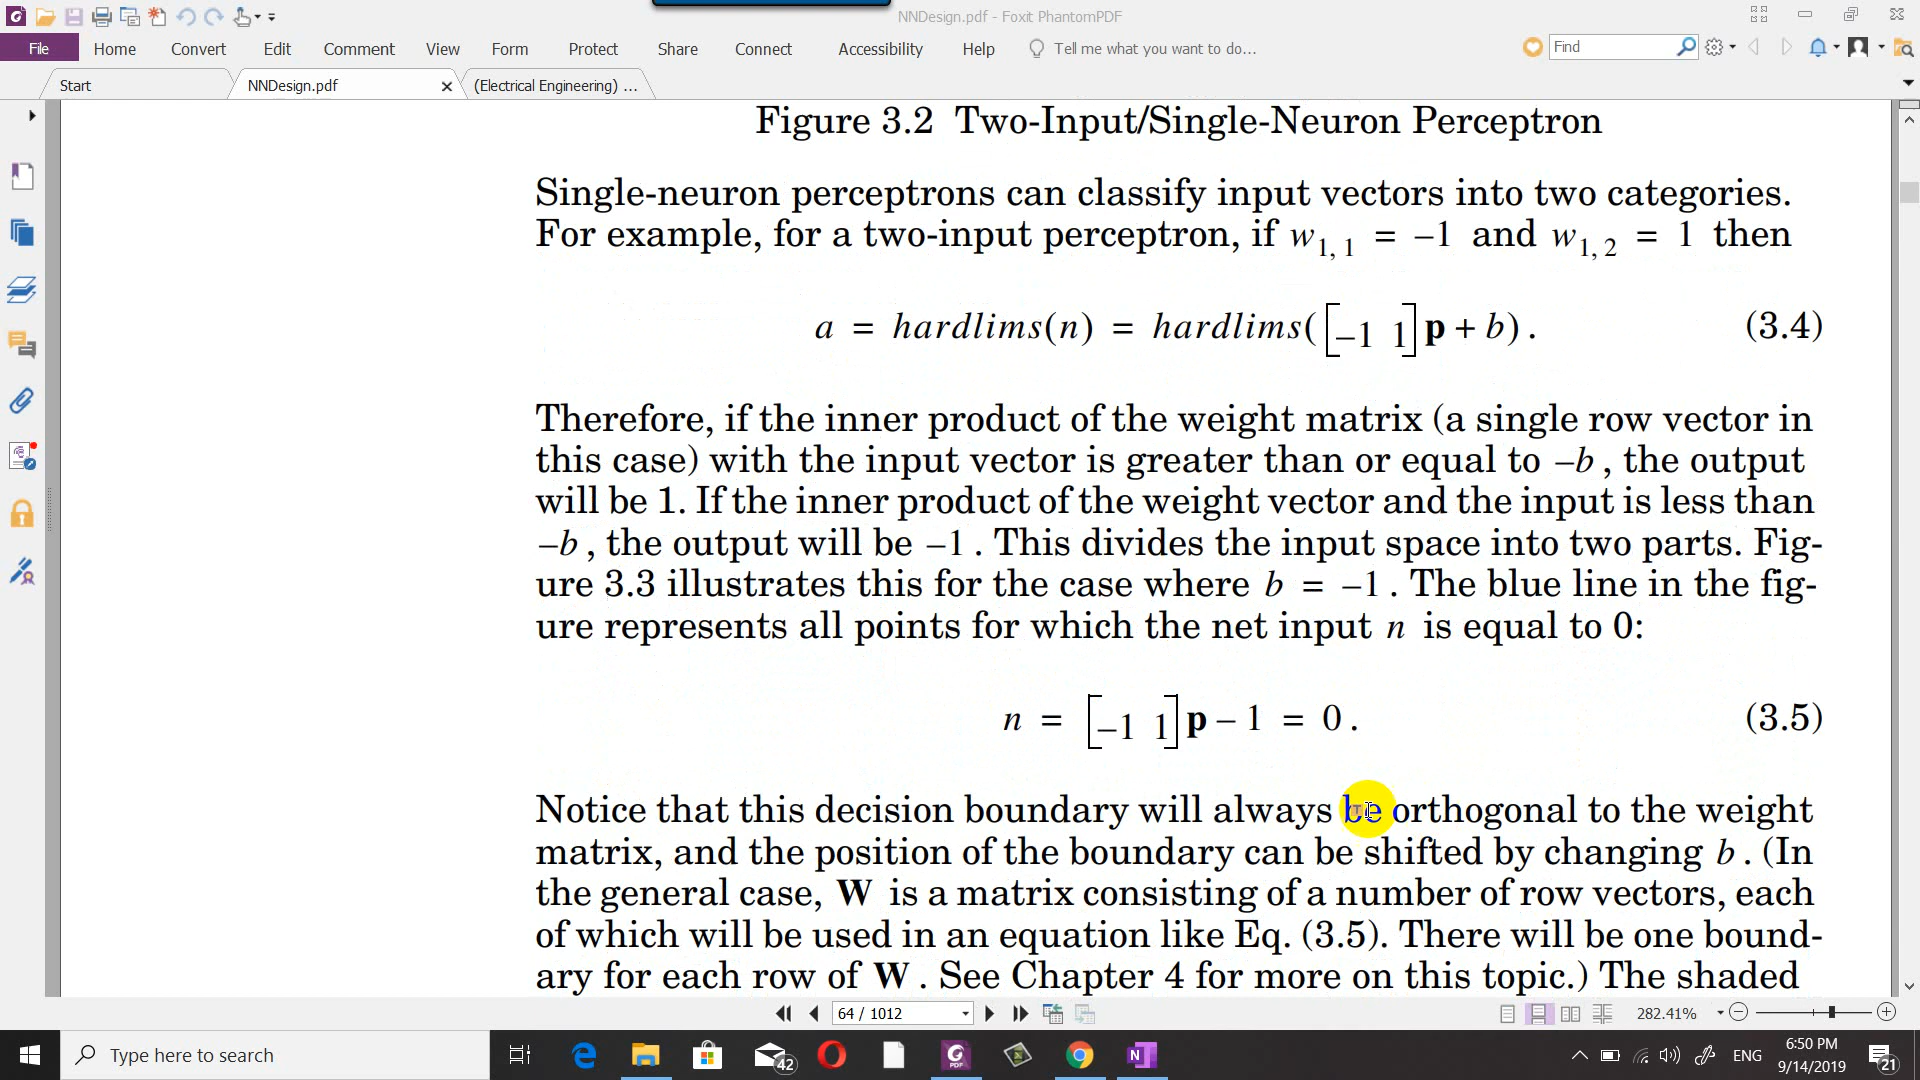 NNDesign.pdf - Foxit PhantomPDF
File Home Convert Edit Comment View Form Protect Share Connect Accessibility Help Tell me what you want to do... Find
Start NNDesign.pdf (Electrical Engineering) ...
Figure 3.2 Two-Input/Single-Neuron Perceptron
Single-neuron perceptrons can classify input vectors into two categories.
For example, for a two-input perceptron, if w1, 1 = –1 and w1, 2 = 1 then
a = hardlims(n) = hardlims([–1 1]p + b). (3.4)
Therefore, if the inner product of the weight matrix (a single row vector in
this case) with the input vector is greater than or equal to –b, the output
will be 1. If the inner product of the weight vector and the input is less than
–b, the output will be –1. This divides the input space into two parts. Fig-
ure 3.3 illustrates this for the case where b = –1. The blue line in the fig-
ure represents all points for which the net input n is equal to 0:
n = [–1 1]p – 1 = 0. (3.5)
Notice that this decision boundary will always be orthogonal to the weight
matrix, and the position of the boundary can be shifted by changing b. (In
the general case, W is a matrix consisting of a number of row vectors, each
of which will be used in an equation like Eq. (3.5). There will be one bound-
ary for each row of W. See Chapter 4 for more on this topic.) The shaded
64 / 1012 282.41%
Type here to search 42 PDF N ENG 6:50 PM
9/14/2019 21